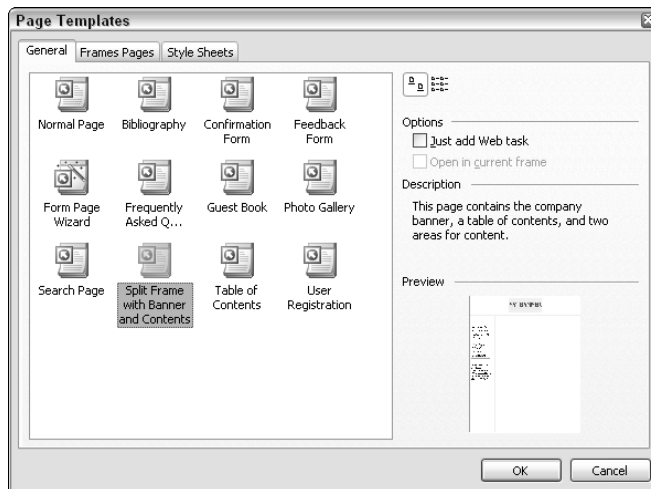 Page Templates
General Frames Pages Style Sheets
Normal Page Bibliography Confirmation Form Feedback Form
Form Page Wizard Frequently Asked Q... Guest Book Photo Gallery
Search Page Split Frame with Banner and Contents Table of Contents User Registration
Options
Just add Web task
Open in current frame
Description
This page contains the company
banner, a table of contents, and two
areas for content.
Preview
OK Cancel